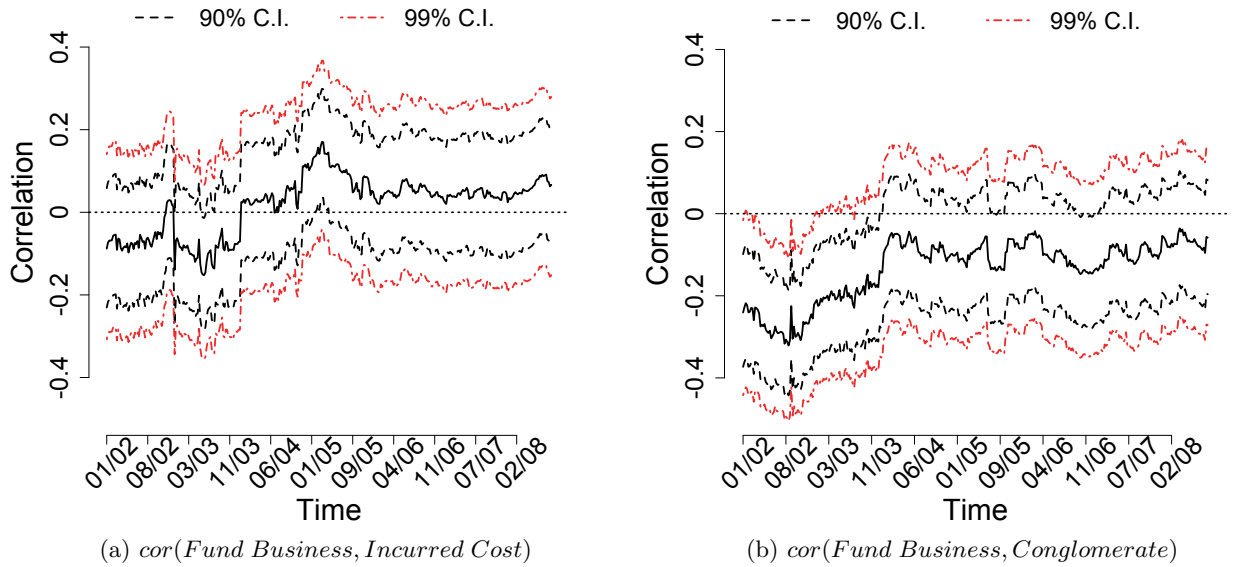 90% C.I. 99% C.I.
0.4
0.2
0
-0.2
-0.4
Correlation
01/02 08/02 03/03 11/03 06/04 01/05 09/05 04/06 11/06 07/07 02/08
Time
(a) cor(Fund Business, Incurred Cost)
90% C.I. 99% C.I.
0.4
0.2
0
-0.2
-0.4
Correlation
01/02 08/02 03/03 11/03 06/04 01/05 09/05 04/06 11/06 07/07 02/08
Time
(b) cor(Fund Business, Conglomerate)